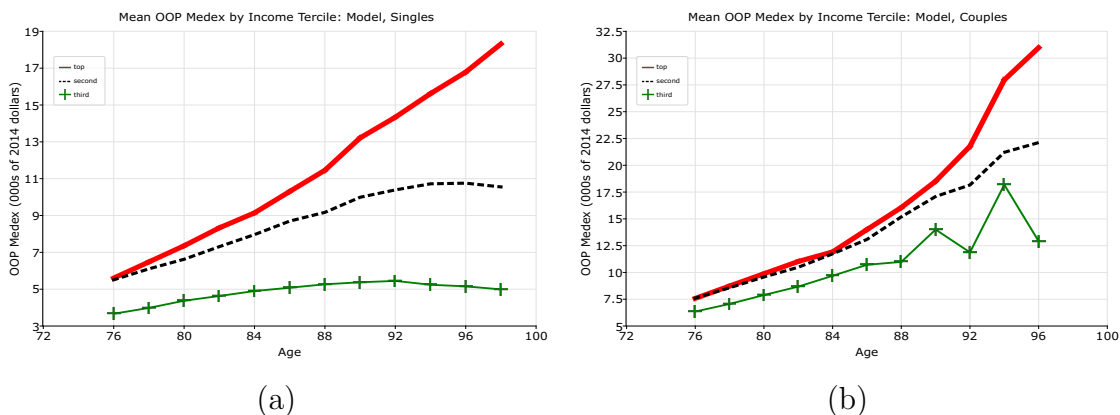 Mean OOP Medex by Income Tercile: Model, Singles
OOP Medex (000s of 2014 dollars)
19
17
15
13
11
9
7
5
3
top
second
third
72 76 80 84 88 92 96 100
Age
(a)
Mean OOP Medex by Income Tercile: Model, Couples
OOP Medex (000s of 2014 dollars)
32.5
30
27.5
25
22.5
20
17.5
15
12.5
10
7.5
5
top
second
third
72 76 80 84 88 92 96 100
Age
(b)